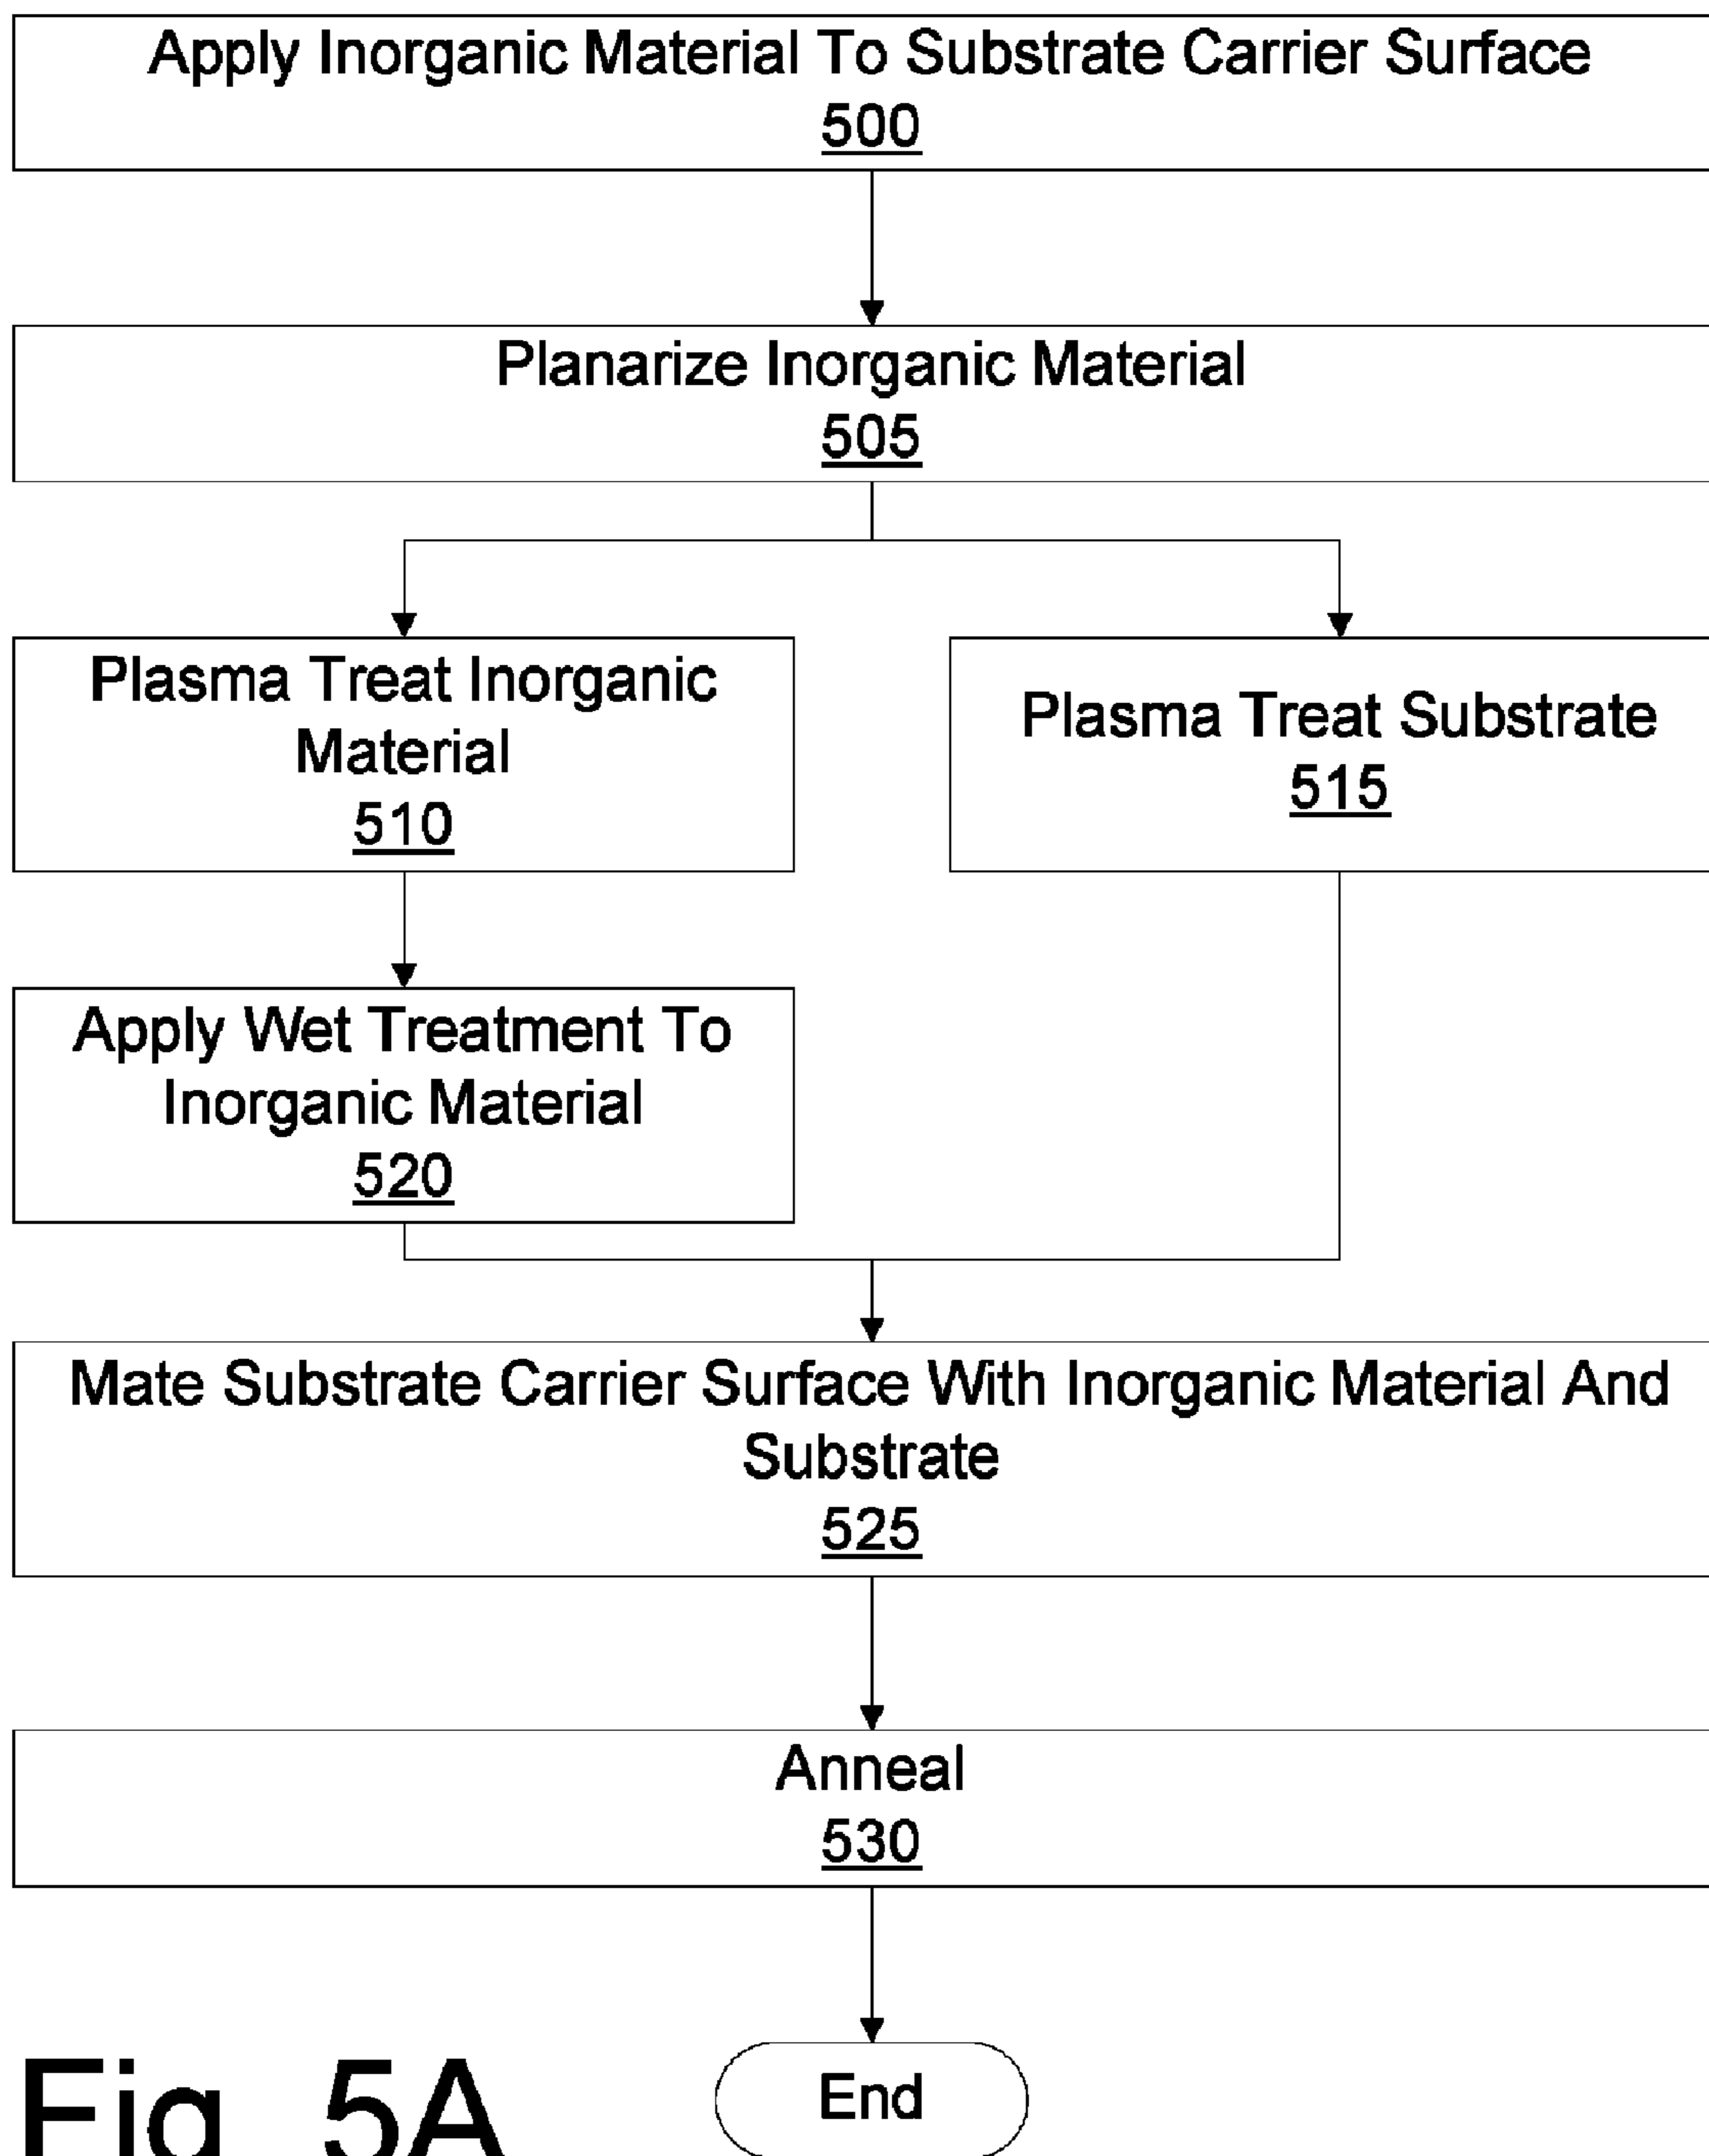 Apply Inorganic Material To Substrate Carrier Surface
500
Planarize Inorganic Material
505
Plasma Treat Inorganic
Material
510
Plasma Treat Substrate
515
Apply Wet Treatment To
Inorganic Material
520
Mate Substrate Carrier Surface With Inorganic Material And
Substrate
525
Anneal
530
End
Fig. 5A